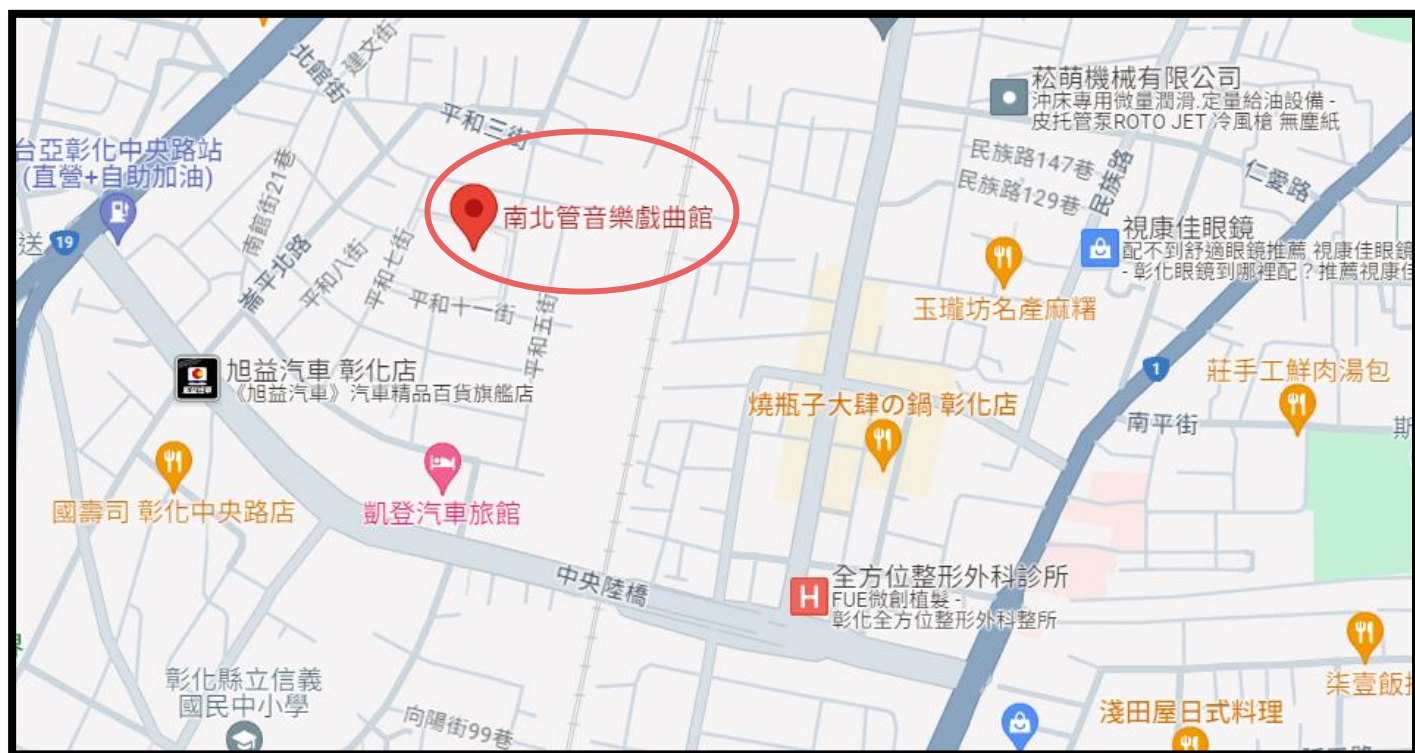 建文街
北館街
平和三街
菘萌機械有限公司
沖床專用微量潤滑.定量給油設備 -
皮托管泵ROTO JET 冷風槍 無塵紙
台亞彰化中央路站
(直營+自助加油)
民族路147巷
民族路
仁愛路
民族路129巷
南館街21巷
南北管音樂戲曲館
視康佳眼鏡
配不到舒適眼鏡推薦 視康佳眼鏡
- 彰化眼鏡到哪裡配？推薦視康佳
送
19
崙平北路
平和八街
平和七街
平和十一街
平和五街
玉瓏坊名產麻糬
旭益汽車 彰化店
《旭益汽車》汽車精品百貨旗艦店
1
莊手工鮮肉湯包
燒瓶子大肆の鍋 彰化店
南平街
斯
國壽司 彰化中央路店
凱登汽車旅館
中央陸橋
H
全方位整形外科診所
FUE微創植髮 -
彰化全方位整形外科整所
彰化縣立信義
國民中小學
向陽街99巷
淺田屋日式料理
柒壹飯